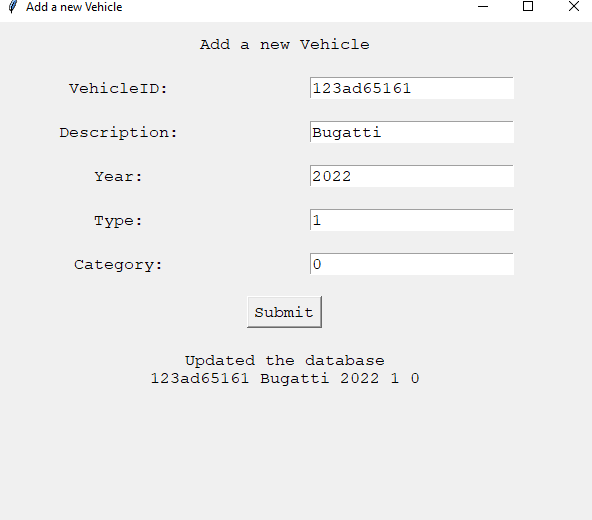 Add a new Vehicle
Add a new Vehicle
VehicleID: 123ad65161
Description: Bugatti
Year: 2022
Type: 1
Category: 0
Submit
Updated the database
123ad65161 Bugatti 2022 1 0